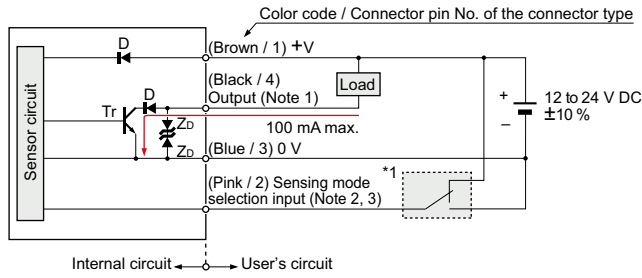 Color code / Connector pin No. of the connector type
D
(Brown / 1) +V
(Black / 4)
Output (Note 1)
Load
D
Tr
ZD
ZD
100 mA max.
+
–
12 to 24 V DC
±10 %
Sensor circuit
(Blue / 3) 0 V
*1
(Pink / 2) Sensing mode
selection input (Note 2, 3)
Internal circuit
User's circuit